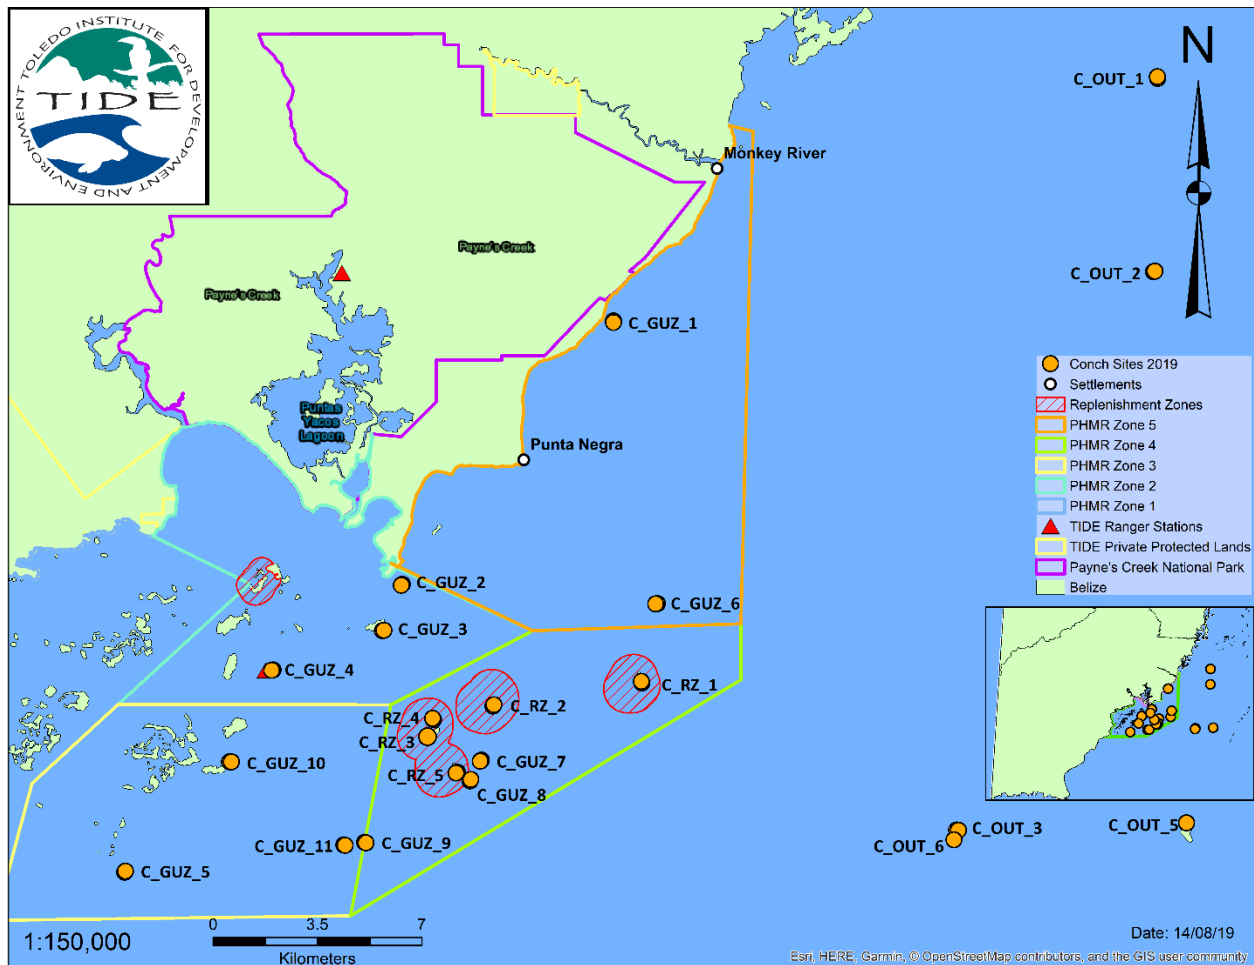 TOLEDO INSTITUTE FOR DEVELOPMENT AND ENVIRONMENT
TIDE
N
C_OUT_1
Monkey River
Payne's Creek
Payne's Creek
C_OUT_2
C_GUZ_1
Puntas
Yacos
Lagoon
Punta Negra
Conch Sites 2019
Settlements
Replenishment Zones
PHMR Zone 5
PHMR Zone 4
PHMR Zone 3
PHMR Zone 2
PHMR Zone 1
TIDE Ranger Stations
TIDE Private Protected Lands
Payne's Creek National Park
Belize
C_GUZ_2
C_GUZ_6
C_GUZ_3
C_GUZ_4
C_RZ_1
C_RZ_2
C_RZ_4
C_RZ_3
C_GUZ_7
C_GUZ_10
C_RZ_5
C_GUZ_8
C_GUZ_11
C_GUZ_9
C_GUZ_5
C_OUT_3
C_OUT_5
C_OUT_6
1:150,000
0 3.5 7
Kilometers
Date: 14/08/19
Esri, HERE, Garmin, © OpenStreetMap contributors, and the GIS user community